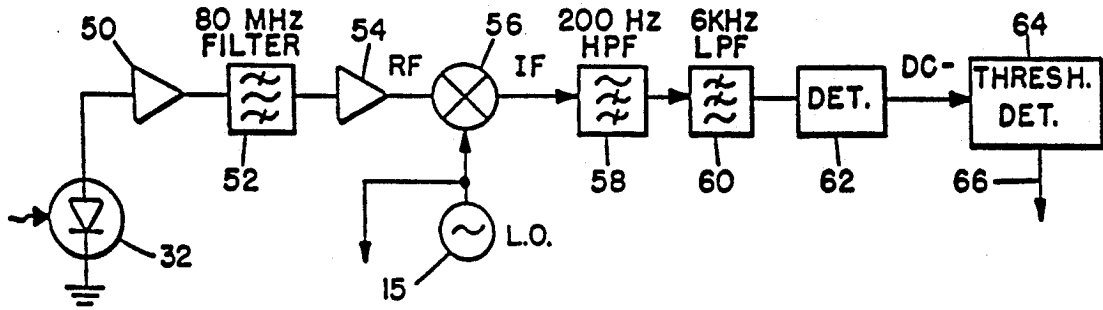 50
80 MHz
FILTER
54
RF
56
IF
200 Hz
HPF
6KHz
LPF
DET.
DC-
64
THRESH.
DET.
52
58
60
62
66
32
15
L.O.